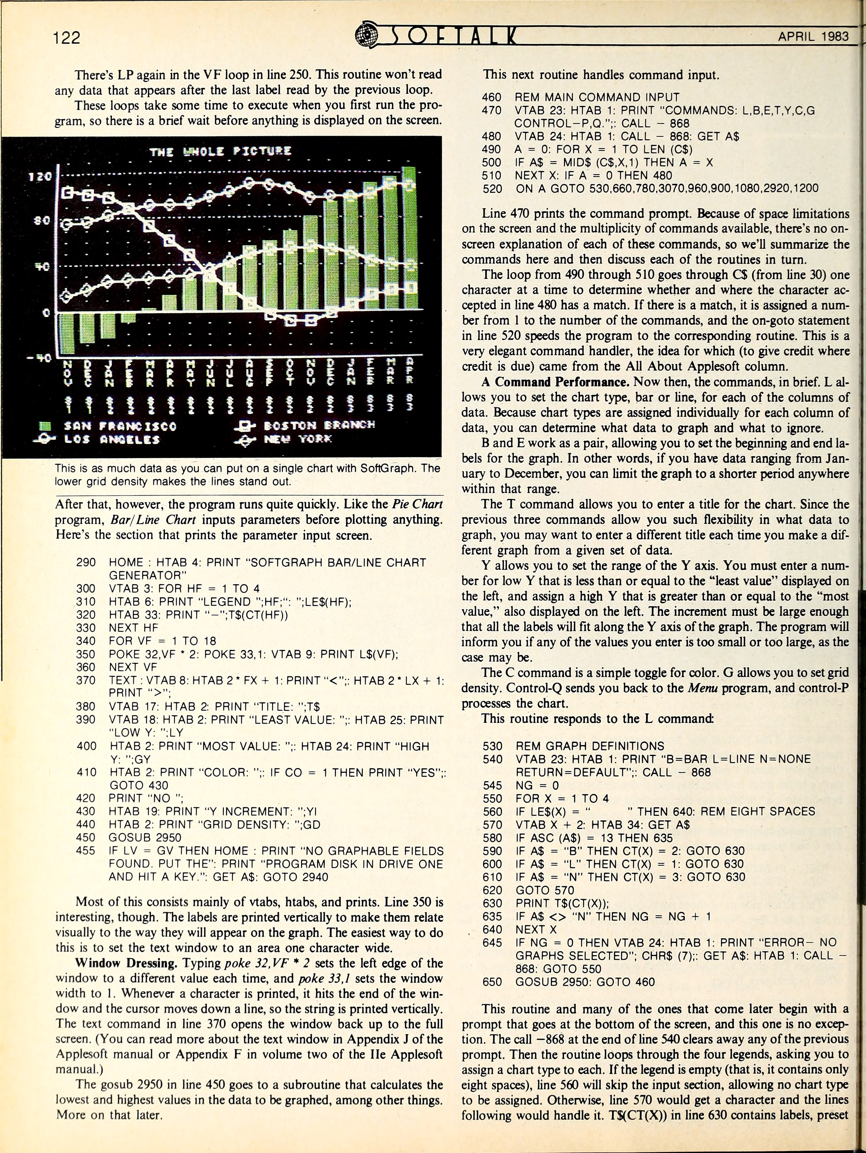 122
SOFTALK
APRIL 1983
There's LP again in the VF loop in line 250. This routine won't read
any data that appears after the last label read by the previous loop.
These loops take some time to execute when you first run the pro-
gram, so there is a brief wait before anything is displayed on the screen.
THE WHOLE PICTURE
120
80
40
0
-40
NOV 81
DEC 81
JAN 82
FEB 82
MAR 82
APR 82
MAY 82
JUN 82
JUL 82
AUG 82
SEP 82
OCT 82
NOV 82
DEC 82
JAN 83
FEB 83
MAR 83
APR 83
SAN FRANCISCO
BOSTON BRANCH
LOS ANGELES
NEW YORK
This is as much data as you can put on a single chart with SoftGraph. The
lower grid density makes the lines stand out.
After that, however, the program runs quite quickly. Like the Pie Chart
program, Bar/Line Chart inputs parameters before plotting anything.
Here's the section that prints the parameter input screen.
290 HOME : HTAB 4: PRINT "SOFTGRAPH BAR/LINE CHART
GENERATOR"
300 VTAB 3: FOR HF = 1 TO 4
310 HTAB 6: PRINT "LEGEND ";HF;": ";LE$(HF);
320 HTAB 33: PRINT "–";T$(CT(HF))
330 NEXT HF
340 FOR VF = 1 TO 18
350 POKE 32,VF * 2: POKE 33,1: VTAB 9: PRINT L$(VF);
360 NEXT VF
370 TEXT : VTAB 8: HTAB 2 * FX + 1: PRINT "<";: HTAB 2 * LX + 1:
PRINT ">";
380 VTAB 17: HTAB 2: PRINT "TITLE: ";T$
390 VTAB 18: HTAB 2: PRINT "LEAST VALUE: ";: HTAB 25: PRINT
"LOW Y: ";LY
400 HTAB 2: PRINT "MOST VALUE: ";: HTAB 24: PRINT "HIGH
Y: ";GY
410 HTAB 2: PRINT "COLOR: ";: IF CO = 1 THEN PRINT "YES";:
GOTO 430
420 PRINT "NO ";
430 HTAB 19: PRINT "Y INCREMENT: ";YI
440 HTAB 2: PRINT "GRID DENSITY: ";GD
450 GOSUB 2950
455 IF LV = GV THEN HOME : PRINT "NO GRAPHABLE FIELDS
FOUND. PUT THE": PRINT "PROGRAM DISK IN DRIVE ONE
AND HIT A KEY.": GET A$: GOTO 2940
Most of this consists mainly of vtabs, htabs, and prints. Line 350 is
interesting, though. The labels are printed vertically to make them relate
visually to the way they will appear on the graph. The easiest way to do
this is to set the text window to an area one character wide.
Window Dressing. Typing poke 32,VF * 2 sets the left edge of the
window to a different value each time, and poke 33,1 sets the window
width to 1. Whenever a character is printed, it hits the end of the win-
dow and the cursor moves down a line, so the string is printed vertically.
The text command in line 370 opens the window back up to the full
screen. (You can read more about the text window in Appendix J of the
Applesoft manual or Appendix F in volume two of the IIe Applesoft
manual.)
The gosub 2950 in line 450 goes to a subroutine that calculates the
lowest and highest values in the data to be graphed, among other things.
More on that later.
This next routine handles command input.
460 REM MAIN COMMAND INPUT
470 VTAB 23: HTAB 1: PRINT "COMMANDS: L,B,E,T,Y,C,G
CONTROL–P,Q.";: CALL – 868
480 VTAB 24: HTAB 1: CALL – 868: GET A$
490 A = 0: FOR X = 1 TO LEN (C$)
500 IF A$ = MID$ (C$,X,1) THEN A = X
510 NEXT X: IF A = 0 THEN 480
520 ON A GOTO 530,660,780,3070,960,900,1080,2920,1200
Line 470 prints the command prompt. Because of space limitations
on the screen and the multiplicity of commands available, there's no on-
screen explanation of each of these commands, so we'll summarize the
commands here and then discuss each of the routines in turn.
The loop from 490 through 510 goes through C$ (from line 30) one
character at a time to determine whether and where the character ac-
cepted in line 480 has a match. If there is a match, it is assigned a num-
ber from 1 to the number of the commands, and the on-goto statement
in line 520 speeds the program to the corresponding routine. This is a
very elegant command handler, the idea for which (to give credit where
credit is due) came from the All About Applesoft column.
A Command Performance. Now then, the commands, in brief. L al-
lows you to set the chart type, bar or line, for each of the columns of
data. Because chart types are assigned individually for each column of
data, you can determine what data to graph and what to ignore.
B and E work as a pair, allowing you to set the beginning and end la-
bels for the graph. In other words, if you have data ranging from Jan-
uary to December, you can limit the graph to a shorter period anywhere
within that range.
The T command allows you to enter a title for the chart. Since the
previous three commands allow you such flexibility in what data to
graph, you may want to enter a different title each time you make a dif-
ferent graph from a given set of data.
Y allows you to set the range of the Y axis. You must enter a num-
ber for low Y that is less than or equal to the "least value" displayed on
the left, and assign a high Y that is greater than or equal to the "most
value," also displayed on the left. The increment must be large enough
that all the labels will fit along the Y axis of the graph. The program will
inform you if any of the values you enter is too small or too large, as the
case may be.
The C command is a simple toggle for color. G allows you to set grid
density. Control-Q sends you back to the Menu program, and control-P
processes the chart.
This routine responds to the L command:
530 REM GRAPH DEFINITIONS
540 VTAB 23: HTAB 1: PRINT "B=BAR L=LINE N=NONE
RETURN=DEFAULT";: CALL – 868
545 NG = 0
550 FOR X = 1 TO 4
560 IF LE$(X) = "        " THEN 640: REM EIGHT SPACES
570 VTAB X + 2: HTAB 34: GET A$
580 IF ASC (A$) = 13 THEN 635
590 IF A$ = "B" THEN CT(X) = 2: GOTO 630
600 IF A$ = "L" THEN CT(X) = 1: GOTO 630
610 IF A$ = "N" THEN CT(X) = 3: GOTO 630
620 GOTO 570
630 PRINT T$(CT(X));
635 IF A$ <> "N" THEN NG = NG + 1
640 NEXT X
645 IF NG = 0 THEN VTAB 24: HTAB 1: PRINT "ERROR– NO
GRAPHS SELECTED"; CHR$ (7);: GET A$: HTAB 1: CALL –
868: GOTO 550
650 GOSUB 2950: GOTO 460
This routine and many of the ones that come later begin with a
prompt that goes at the bottom of the screen, and this one is no excep-
tion. The call –868 at the end of line 540 clears away any of the previous
prompt. Then the routine loops through the four legends, asking you to
assign a chart type to each. If the legend is empty (that is, it contains only
eight spaces), line 560 will skip the input section, allowing no chart type
to be assigned. Otherwise, line 570 would get a character and the lines
following would handle it. T$(CT(X)) in line 630 contains labels, preset